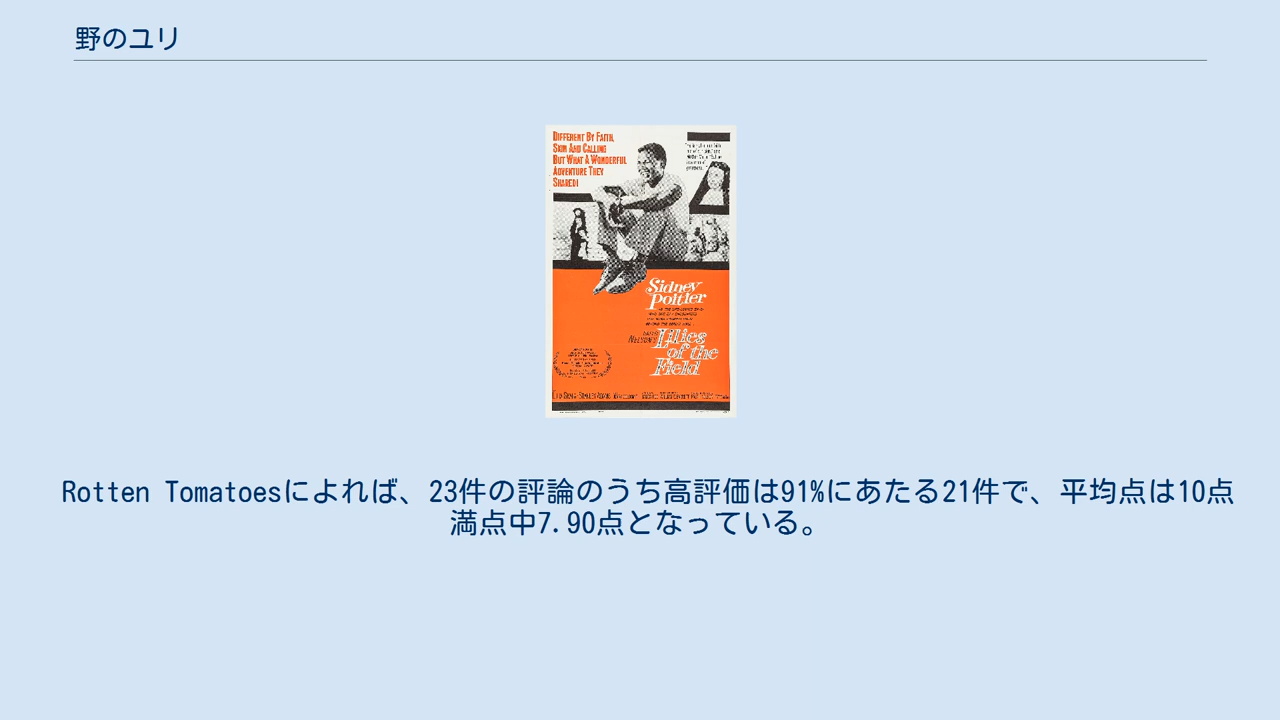 野のユリ
DIFFERENT BY FAITH,
SKIN AND CALLING
BUT WHAT A WONDERFUL
ADVENTURE THEY
SHARED!
Sidney
Poitier
Lilies
of the
Field
Rotten Tomatoesによれば、23件の評論のうち高評価は91%にあたる21件で、平均点は10点
満点中7.90点となっている。